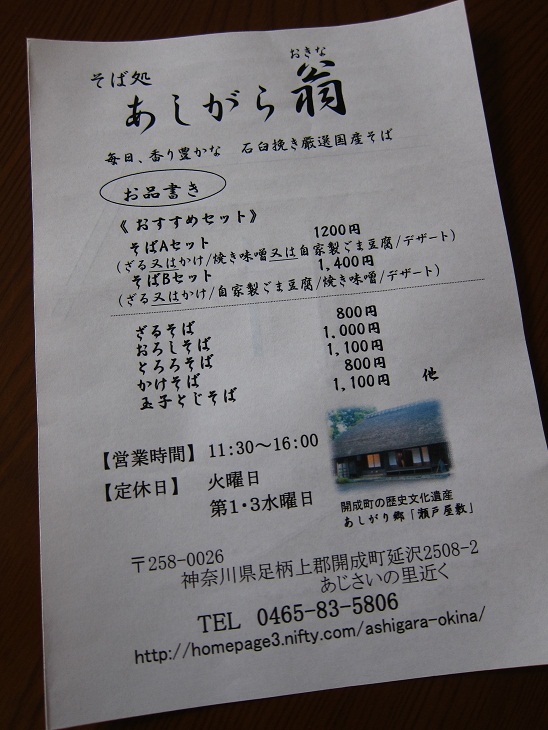 そば処
おきな
あしがら翁
毎日、香り豊かな 石臼挽き厳選国産そば
お品書き
《おすすめセット》
そばAセット 1200円
(ざる又はかけ/焼き味噌又は自家製ごま豆腐/デザート)
そばBセット 1,400円
(ざる又はかけ/自家製ごま豆腐/焼き味噌/デザート)
ざるそば 800円
おろしそば 1,000円
とろろそば 1,100円
かけそば 800円
玉子とじそば 1,100円 他
【営業時間】 11:30～16:00
【定休日】 火曜日
第1・3水曜日
開成町の歴史文化遺産
あしがり郷「瀬戸屋敷」
〒258-0026
神奈川県足柄上郡開成町延沢2508-2
あじさいの里近く
TEL 0465-83-5806
http://homepage3.nifty.com/ashigara-okina/